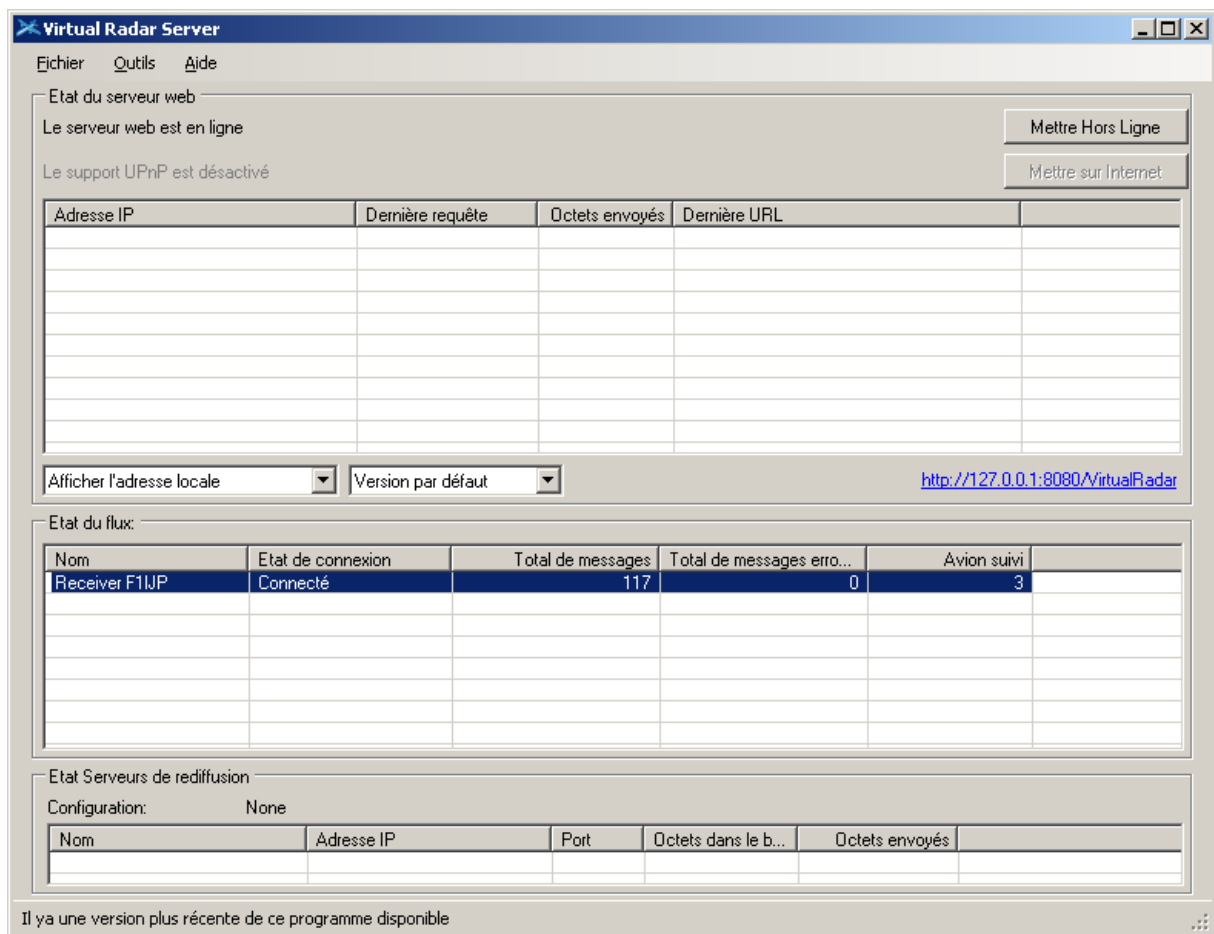 Virtual Radar Server
Fichier Outils Aide
Etat du serveur web
Le serveur web est en ligne
Mettre Hors Ligne
Le support UPnP est désactivé
Mettre sur Internet
Adresse IP Dernière requête Octets envoyés Dernière URL
Afficher l'adresse locale Version par défaut http://127.0.0.1:8080/VirtualRadar
Etat du flux:
Nom Etat de connexion Total de messages Total de messages erro... Avion suivi
Receiver F1IJP Connecté 117 0 3
Etat Serveurs de rediffusion
Configuration: None
Nom Adresse IP Port Octets dans le b... Octets envoyés
Il ya une version plus récente de ce programme disponible